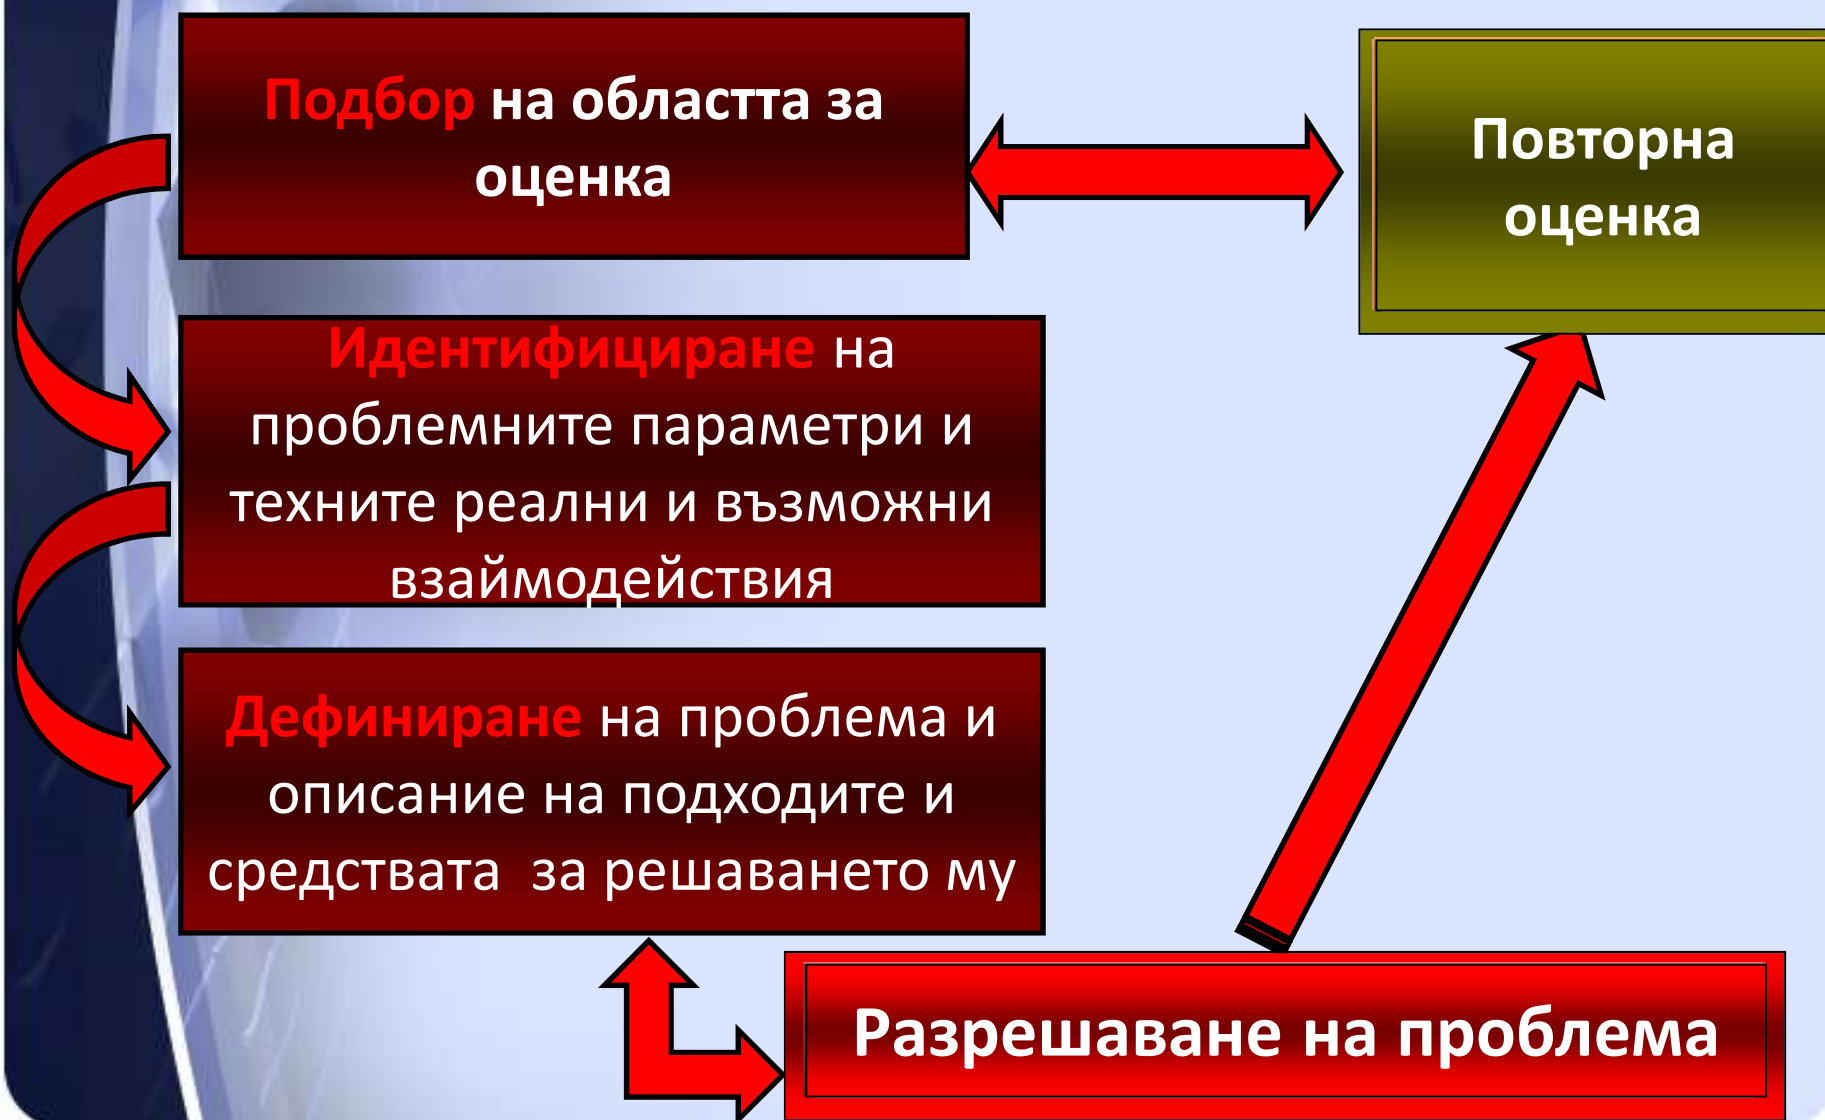 Подбор на областта за
оценка
Повторна
оценка
Идентифициране на
проблемните параметри и
техните реални и възможни
взаймодействия
Дефиниране на проблема и
описание на подходите и
средствата за решаването му
Разрешаване на проблема